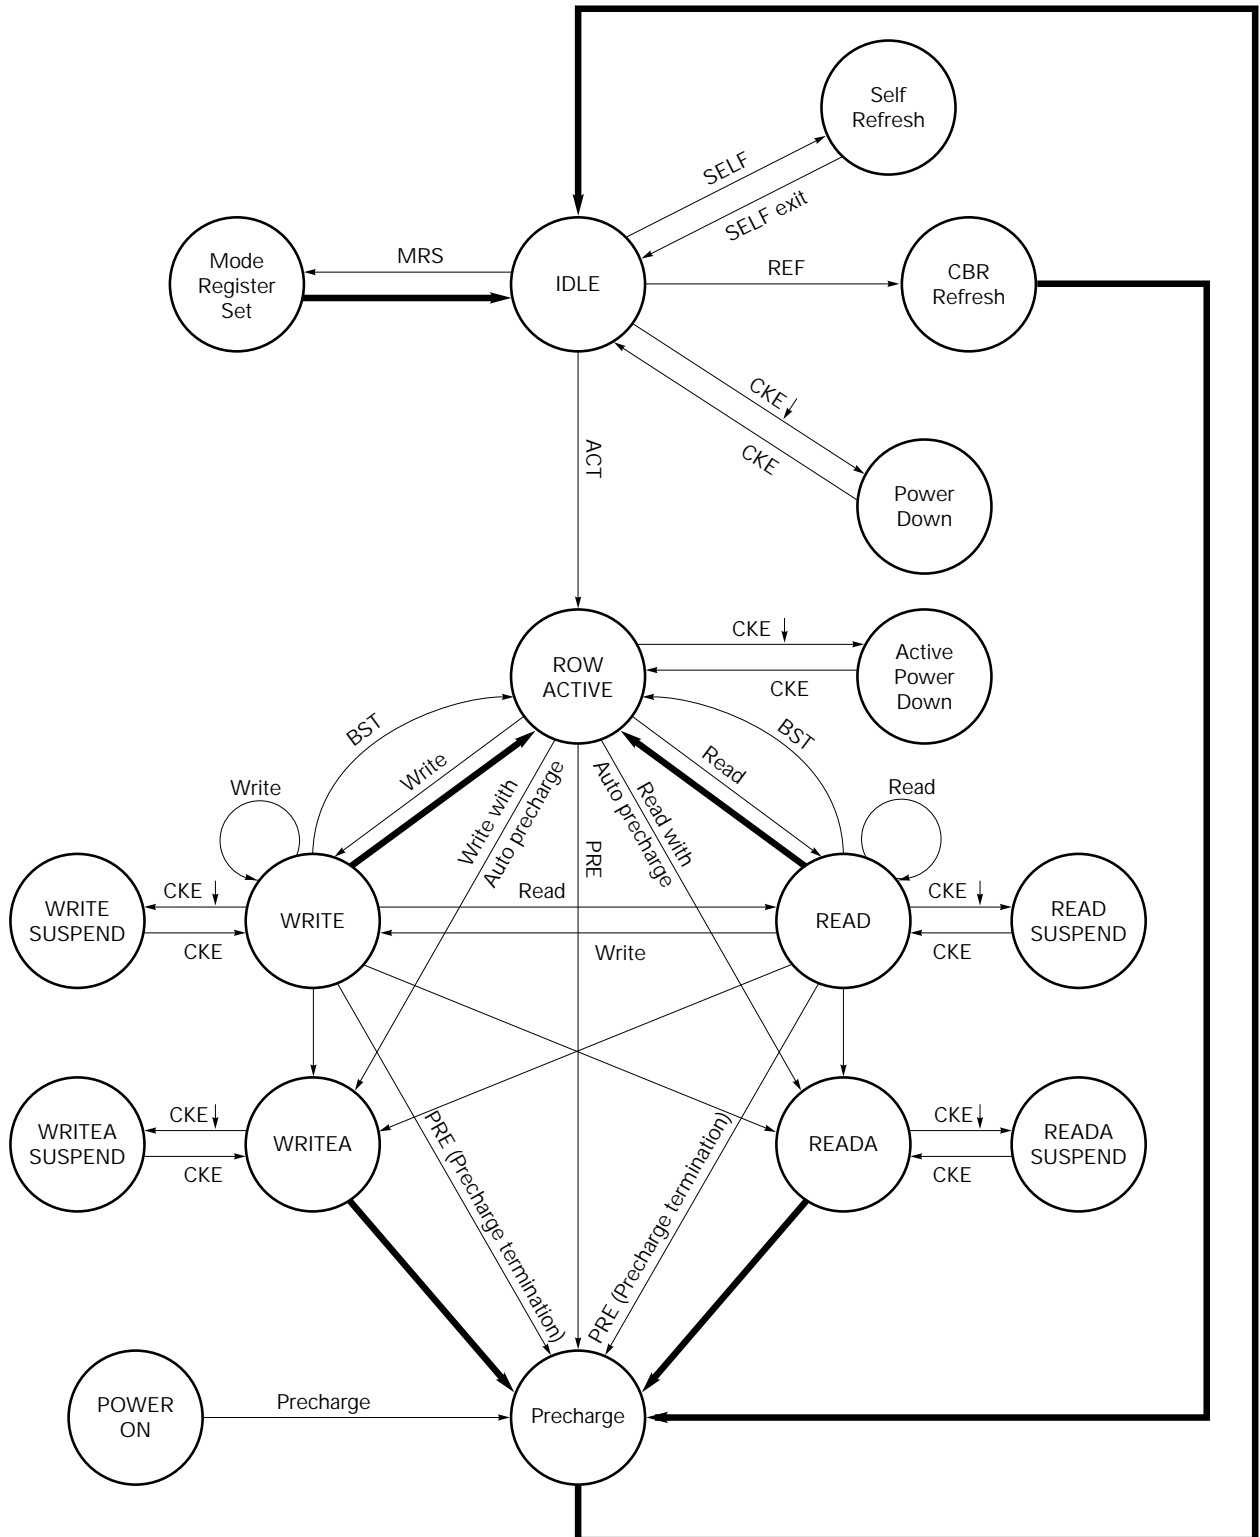 Self
Refresh
SELF
SELF exit
Mode
Register
Set
MRS
IDLE
REF
CBR
Refresh
CKE↓
CKE
Power
Down
ACT
ROW
ACTIVE
CKE ↓
CKE
Active
Power
Down
BST
Write
Write with
Auto precharge
PRE
Read with
Auto precharge
Read
BST
Write
Read
WRITE
SUSPEND
CKE ↓
CKE
WRITE
Read
Write
READ
CKE ↓
CKE
READ
SUSPEND
WRITEA
SUSPEND
CKE↓
CKE
WRITEA
PRE (Precharge termination)
PRE (Precharge termination)
READA
CKE ↓
CKE
READA
SUSPEND
POWER
ON
Precharge
Precharge